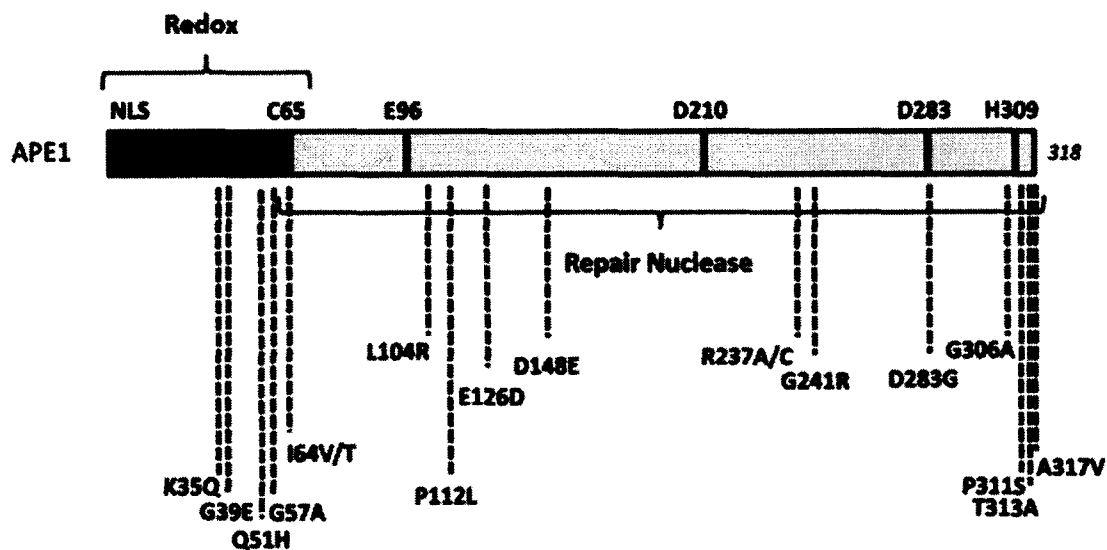 Redox
NLS C65 E96 D210 D283 H309
APE1 318
Repair Nuclease
L104R D148E R237A/C G306A
E126D G241R D283G
I64V/T
K35Q P112L P311S A317V
G39E G57A T313A
Q51H